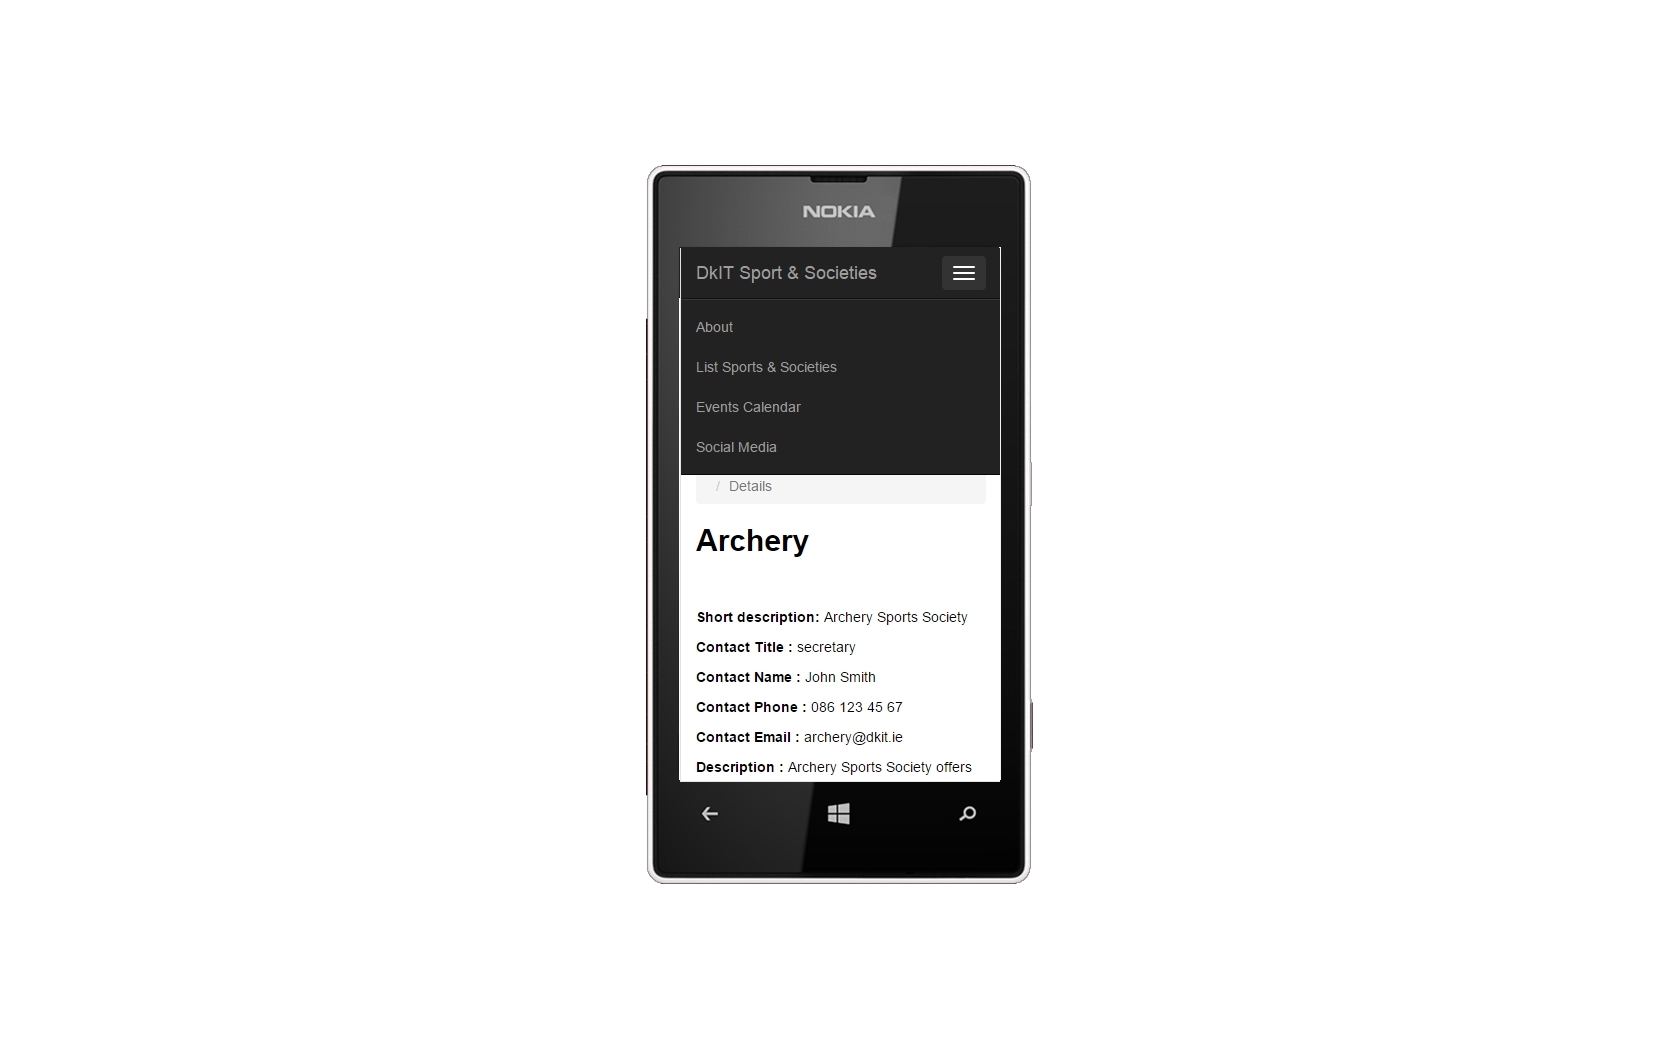 NOKIA
DkIT Sport & Societies
About
List Sports & Societies
Events Calendar
Social Media
/ Details
Archery
Short description: Archery Sports Society
Contact Title : secretary
Contact Name : John Smith
Contact Phone : 086 123 45 67
Contact Email : archery@dkit.ie
Description : Archery Sports Society offers